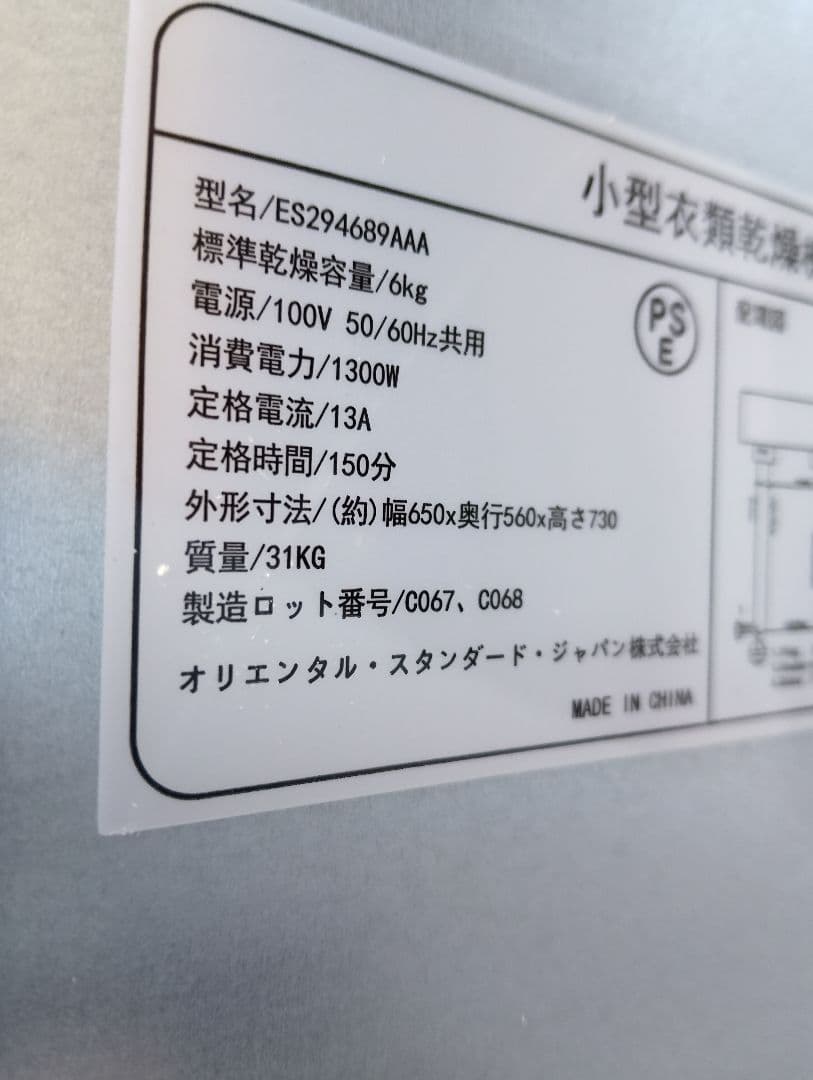 小型衣類乾燥機
型名/ES294689AAA
標準乾燥容量/6kg
電源/100V 50/60Hz共用
消費電力/1300W
定格電流/13A
定格時間/150分
外形寸法/(約)幅650x奥行560x高さ730
質量/31KG
製造ロット番号/C067、C068
オリエンタル・スタンダード・ジャパン株式会社
MADE IN CHINA
PS
E